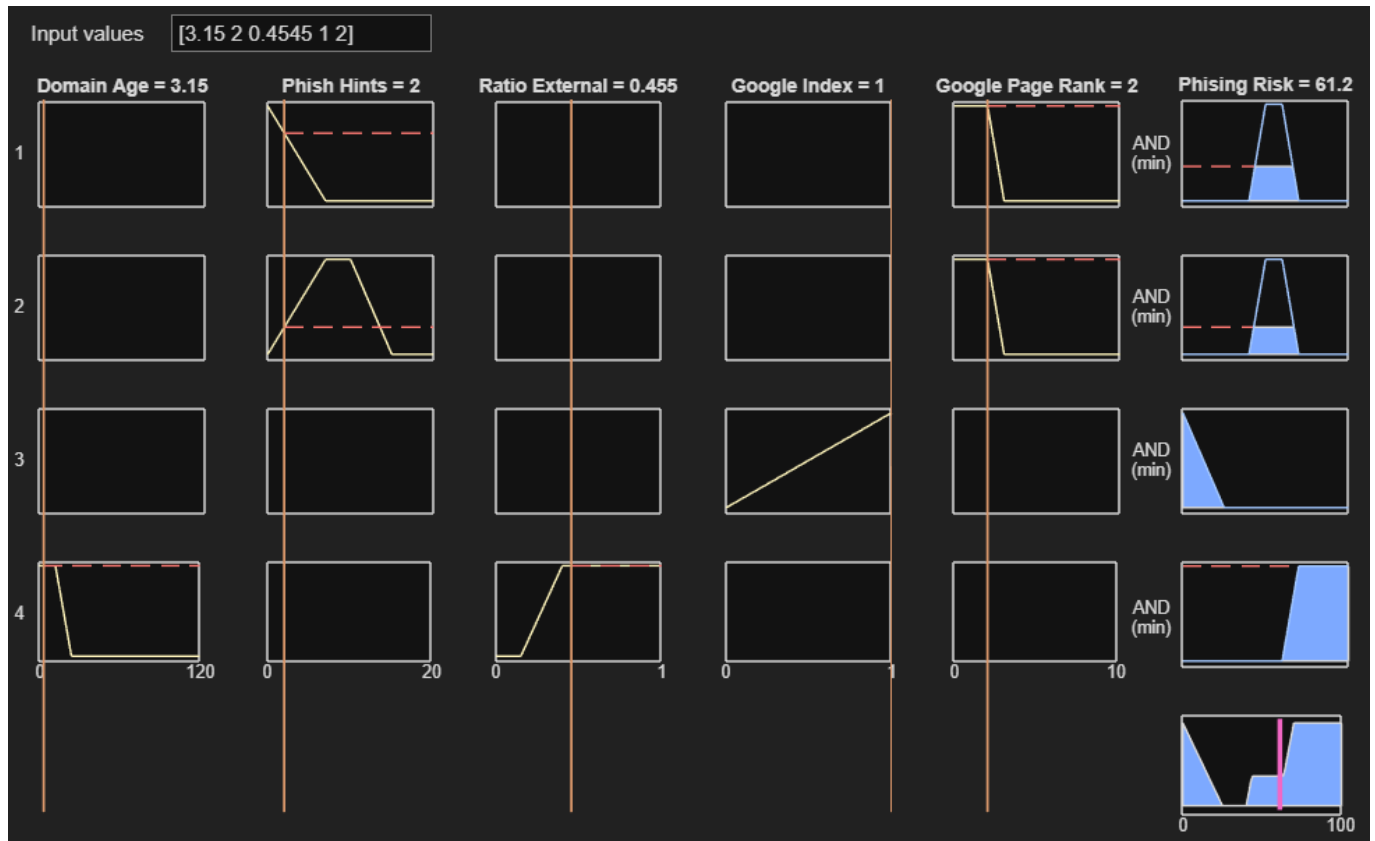 Input values [3.15 2 0.4545 1 2]
Domain Age = 3.15 Phish Hints = 2 Ratio External = 0.455 Google Index = 1 Google Page Rank = 2 Phising Risk = 61.2
1 AND
(min)
2 AND
(min)
3 AND
(min)
4 AND
(min)
0 120 0 20 0 1 0 1 0 10
0 100